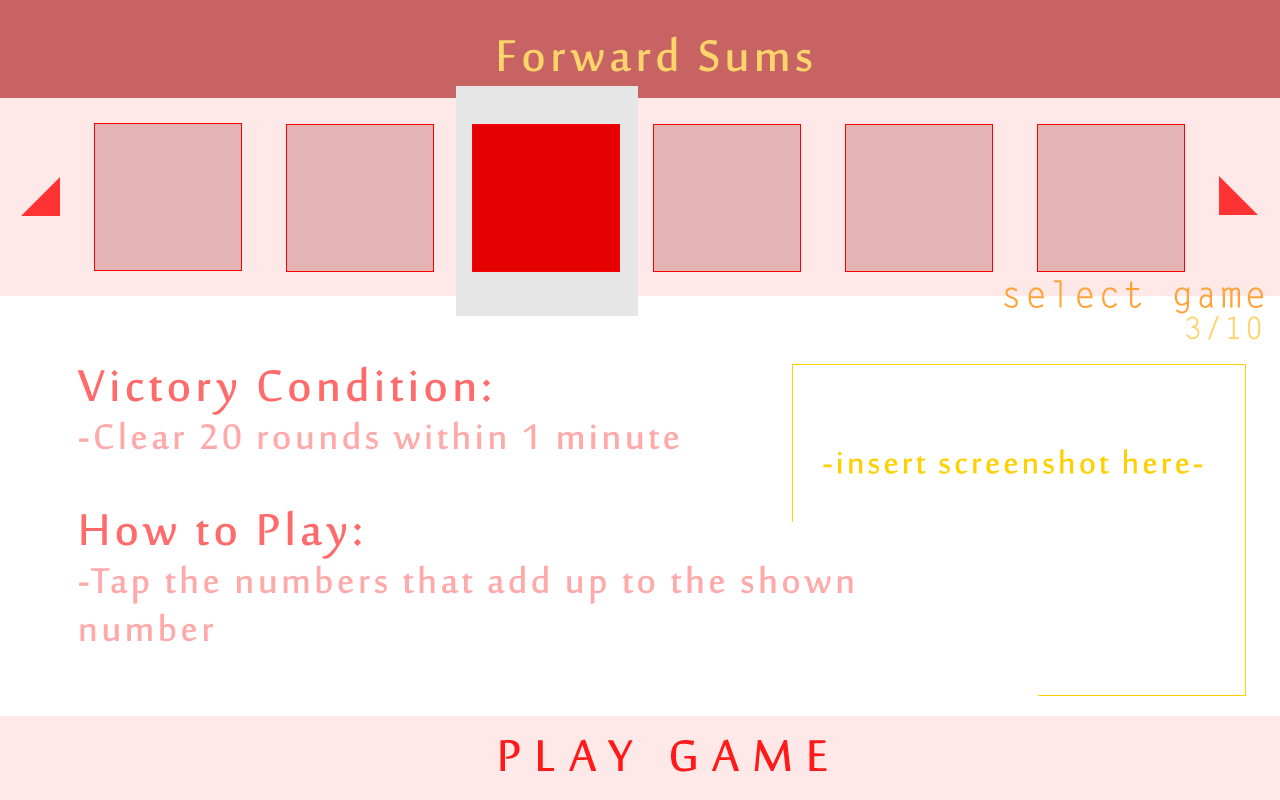 Forward Sums
select game
3/10
Victory Condition:
-Clear 20 rounds within 1 minute
-insert screenshot here-
How to Play:
-Tap the numbers that add up to the shown
number
PLAY GAME